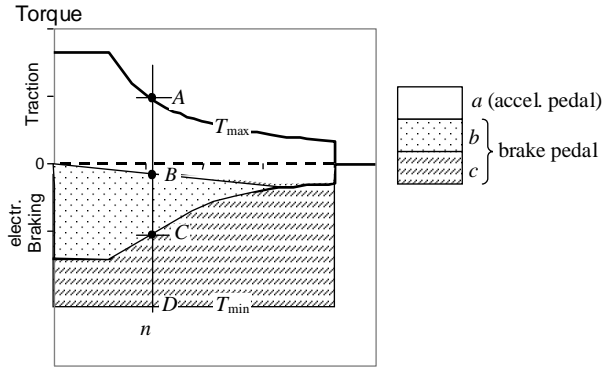 Torque
Traction
A
T max
0
B
electr.
Braking
C
D T min
n
a (accel. pedal)
b
c
brake pedal